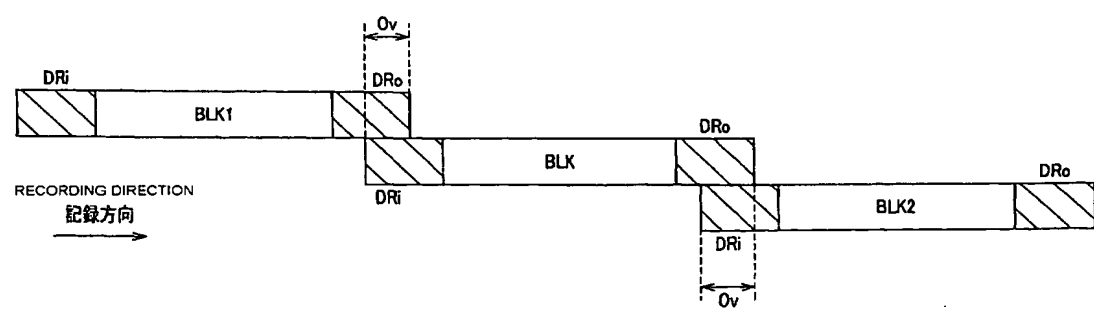 Ov
DRi
DRo
BLK1
DRo
BLK
DRo
RECORDING DIRECTION
DRi
BLK2
記録方向
DRi
Ov